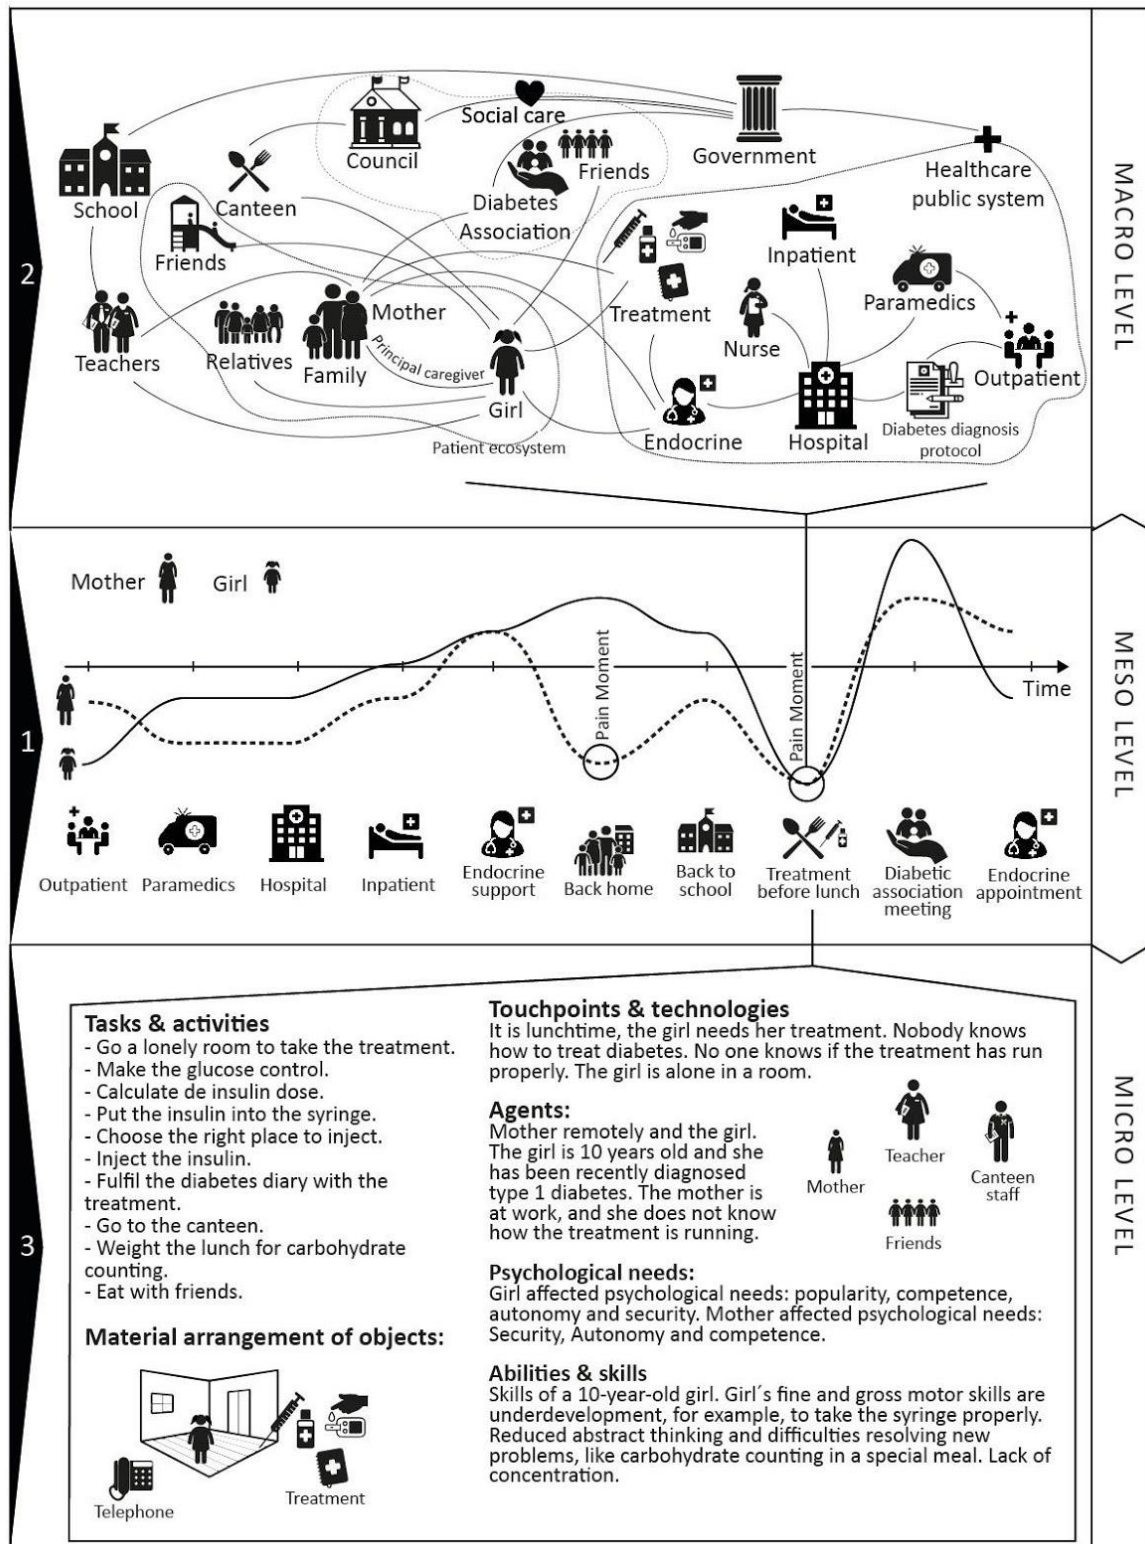 MACRO LEVEL
2
School
Canteen
Council
Social care
Friends
Diabetes
Association
Government
Healthcare
public system
Friends
Teachers
Relatives
Family
Mother
Principal caregiver
Girl
Patient ecosystem
Treatment
Inpatient
Nurse
Paramedics
Endocrine
Hospital
Diabetes diagnosis
protocol
Outpatient
MESO LEVEL
1
Mother
Girl
Pain Moment
Pain Moment
Time
Outpatient
Paramedics
Hospital
Inpatient
Endocrine
support
Back home
Back to
school
Treatment
before lunch
Diabetic
association
meeting
Endocrine
appointment
MICRO LEVEL
3
Tasks & activities
- Go a lonely room to take the treatment.
- Make the glucose control.
- Calculate de insulin dose.
- Put the insulin into the syringe.
- Choose the right place to inject.
- Inject the insulin.
- Fulfil the diabetes diary with the
treatment.
- Go to the canteen.
- Weight the lunch for carbohydrate
counting.
- Eat with friends.
Material arrangement of objects:
Telephone
Treatment
Touchpoints & technologies
It is lunchtime, the girl needs her treatment. Nobody knows
how to treat diabetes. No one knows if the treatment has run
properly. The girl is alone in a room.
Agents:
Mother remotely and the girl.
The girl is 10 years old and she
has been recently diagnosed
type 1 diabetes. The mother is
at work, and she does not know
how the treatment is running.
Mother
Teacher
Canteen
staff
Friends
Psychological needs:
Girl affected psychological needs: popularity, competence,
autonomy and security. Mother affected psychological needs:
Security, Autonomy and competence.
Abilities & skills
Skills of a 10-year-old girl. Girl´s fine and gross motor skills are
underdevelopment, for example, to take the syringe properly.
Reduced abstract thinking and difficulties resolving new
problems, like carbohydrate counting in a special meal. Lack of
concentration.